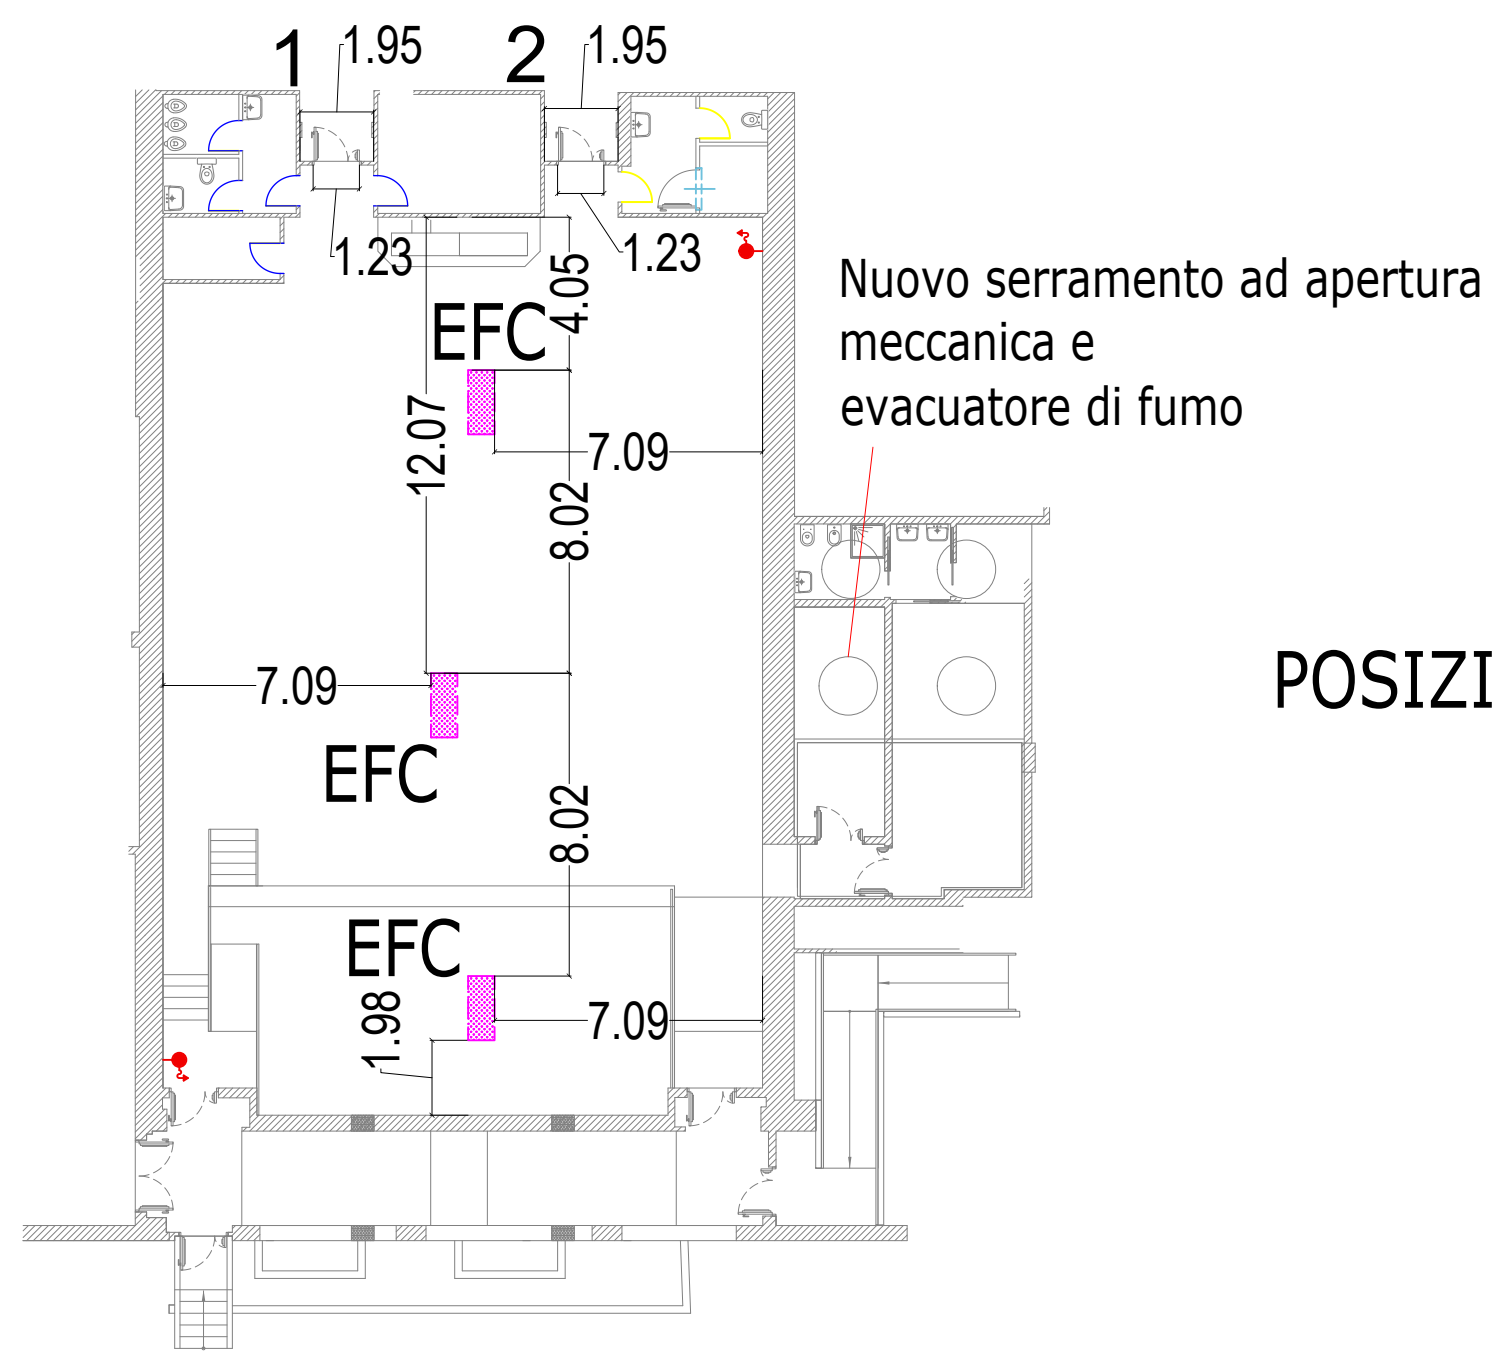 1
1.95
2
1.95
1.23
1.23
4.05
EFC
Nuovo serramento ad apertura
meccanica e
evacuatore di fumo
12.07
7.09
8.02
7.09
POSIZI
EFC
8.02
EFC
1.98
7.09